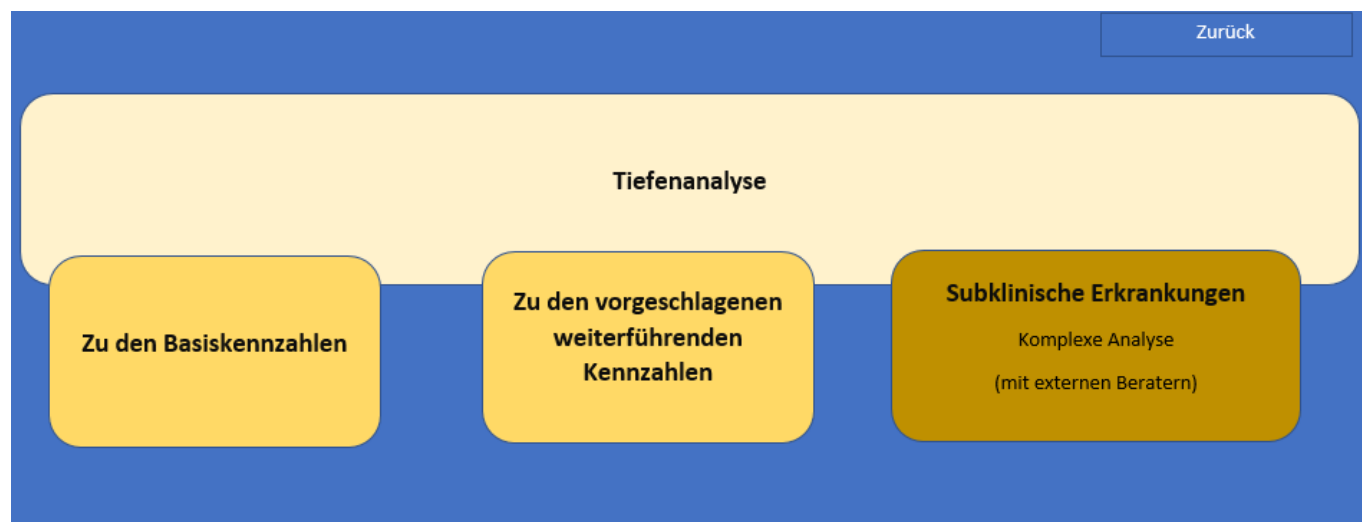 Zurück
Tiefenanalyse
Zu den Basiskennzahlen
Zu den vorgeschlagenen
weiterführenden
Kennzahlen
Subklinische Erkrankungen
Komplexe Analyse
(mit externen Beratern)